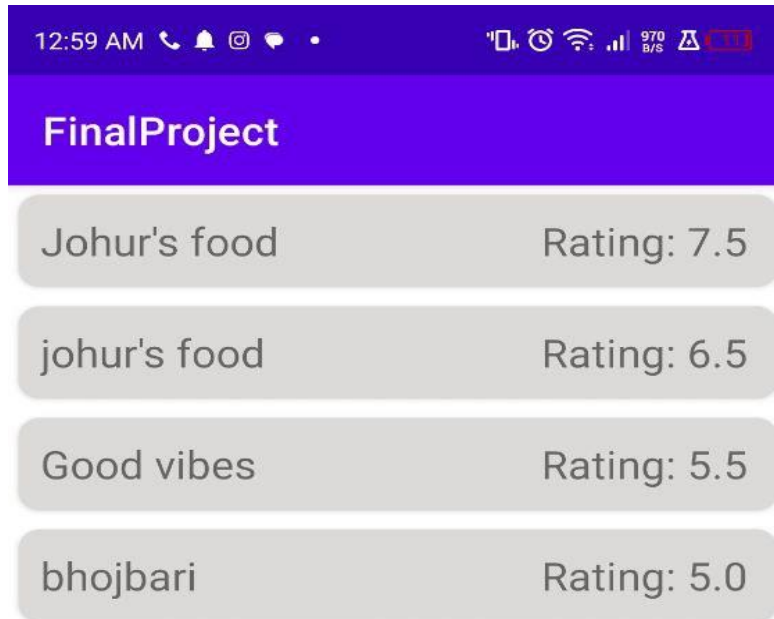 12:59 AM 970 B/S
FinalProject
Johur's food Rating: 7.5
johur's food Rating: 6.5
Good vibes Rating: 5.5
bhojbari Rating: 5.0